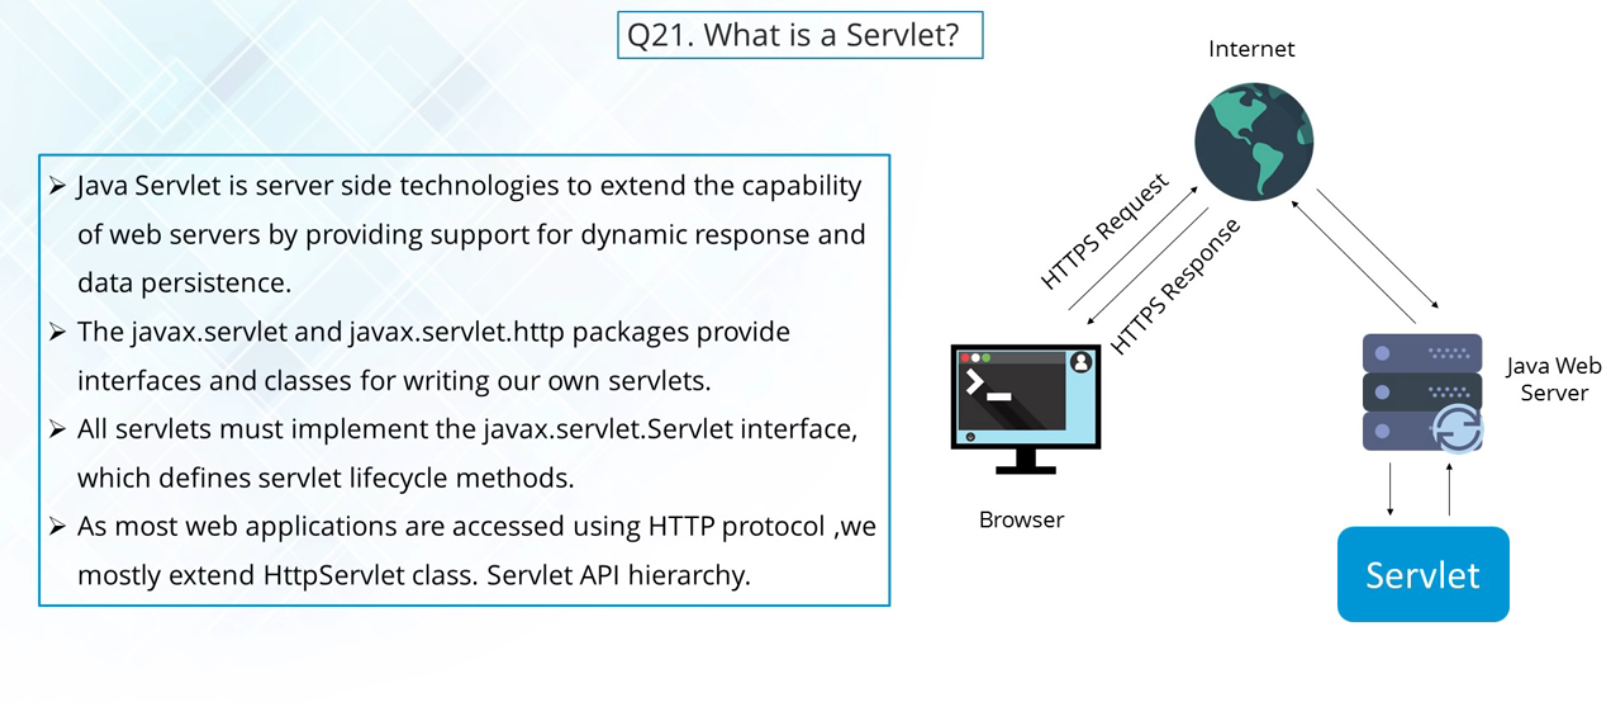 Q21. What is a Servlet?
➢ Java Servlet is server side technologies to extend the capability
of web servers by providing support for dynamic response and
data persistence.
➢ The javax.servlet and javax.servlet.http packages provide
interfaces and classes for writing our own servlets.
➢ All servlets must implement the javax.servlet.Servlet interface,
which defines servlet lifecycle methods.
➢ As most web applications are accessed using HTTP protocol ,we
mostly extend HttpServlet class. Servlet API hierarchy.
Internet
HTTPS Request
HTTPS Response
Browser
Java Web
Server
Servlet